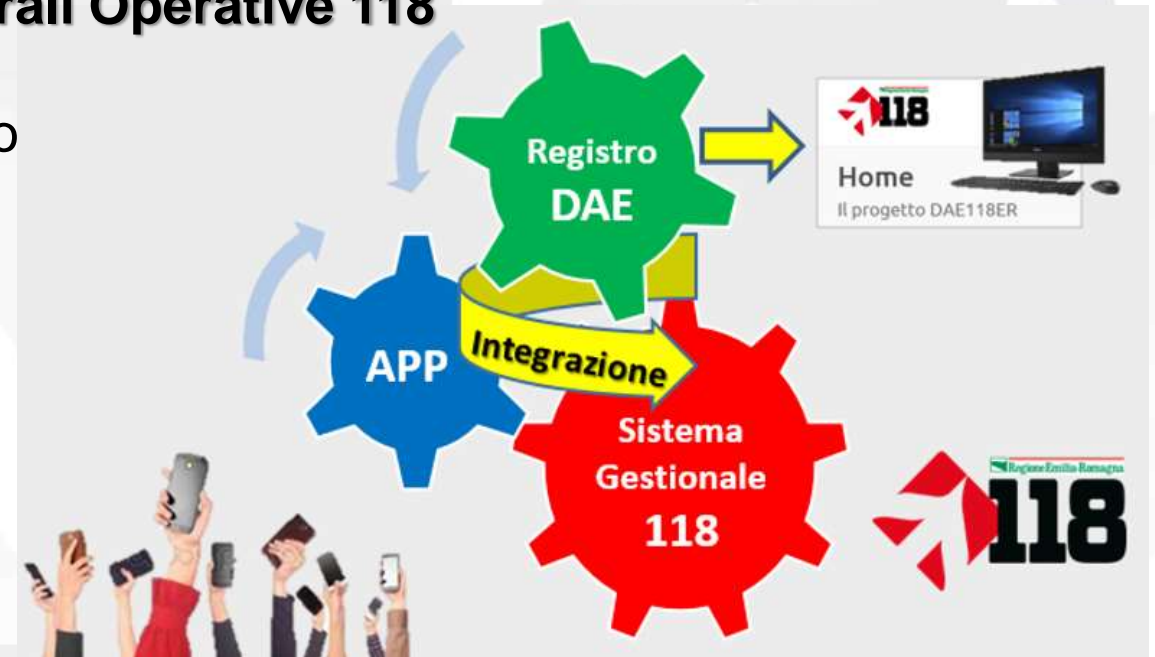 rali Operative 118
o
Registro
DAE
118
Home
Il progetto DAE118ER
APP
Integrazione
Sistema
Gestionale
118
Regione Emilia-Romagna
118